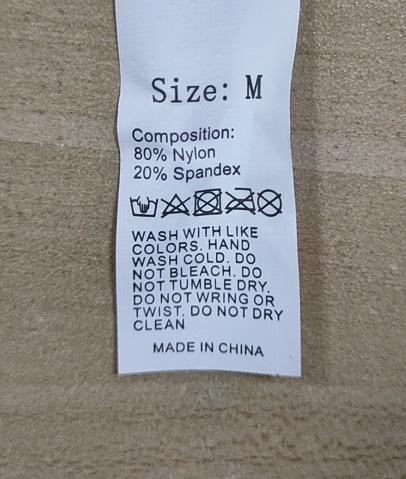 Size: M
Composition:
80% Nylon
20% Spandex
WASH WITH LIKE
COLORS. HAND
WASH COLD. DO
NOT BLEACH. DO
NOT TUMBLE DRY.
DO NOT WRING OR
TWIST. DO NOT DRY
CLEAN
MADE IN CHINA